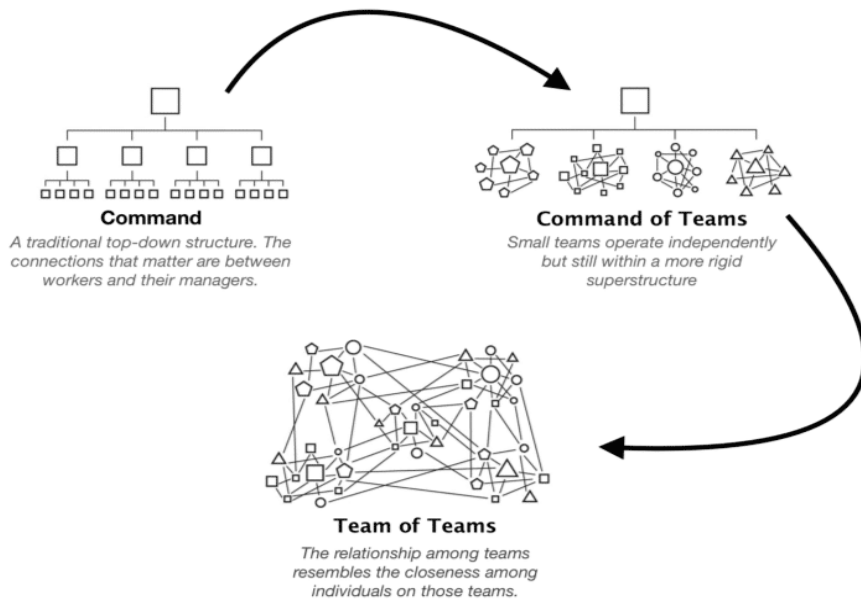 Command
A traditional top-down structure. The
connections that matter are between
workers and their managers.
Command of Teams
Small teams operate independently
but still within a more rigid
superstructure
Team of Teams
The relationship among teams
resembles the closeness among
individuals on those teams.